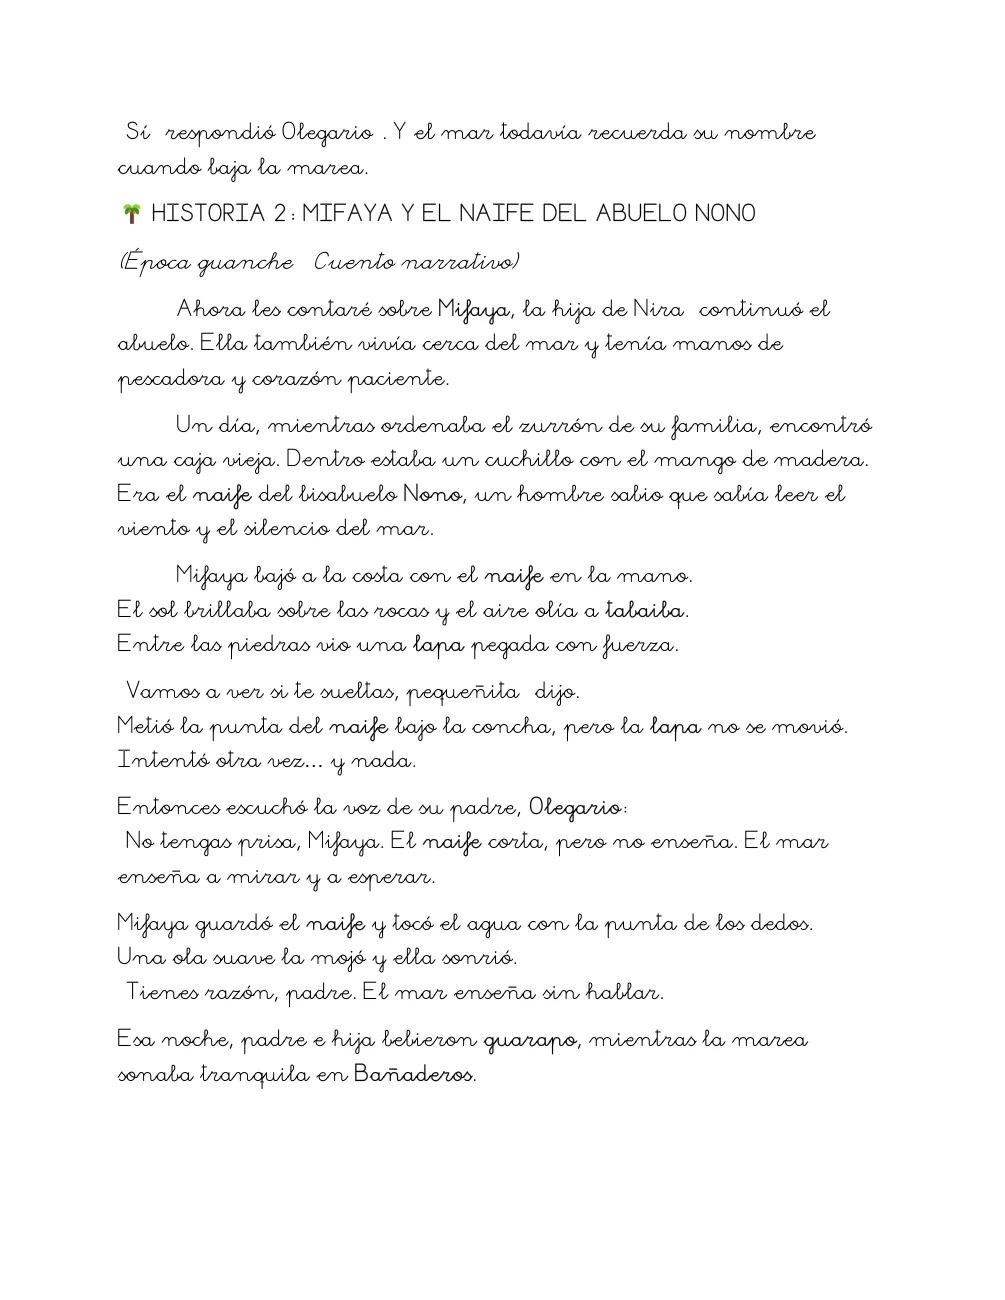 Sí respondió Olegario . Y el mar todavía recuerda su nombre
cuando baja la marea.
🌴 HISTORIA 2: MIFAYA Y EL NAIFE DEL ABUELO NONO
(Época guanche Cuento narrativo)
Ahora les contaré sobre Mifaya, la hija de Nira continuó el
abuelo. Ella también vivía cerca del mar y tenía manos de
pescadora y corazón paciente.
Un día, mientras ordenaba el zurrón de su familia, encontró
una caja vieja. Dentro estaba un cuchillo con el mango de madera.
Era el naife del bisabuelo Nono, un hombre sabio que sabía leer el
viento y el silencio del mar.
Mifaya bajó a la costa con el naife en la mano.
El sol brillaba sobre las rocas y el aire olía a tabaiba.
Entre las piedras vio una lapa pegada con fuerza.
Vamos a ver si te sueltas, pequeñita dijo.
Metió la punta del naife bajo la concha, pero la lapa no se movió.
Intentó otra vez... y nada.
Entonces escuchó la voz de su padre, Olegario:
No tengas prisa, Mifaya. El naife corta, pero no enseña. El mar
enseña a mirar y a esperar.
Mifaya guardó el naife y tocó el agua con la punta de los dedos.
Una ola suave la mojó y ella sonrió.
Tienes razón, padre. El mar enseña sin hablar.
Esa noche, padre e hija bebieron guarapo, mientras la marea
sonaba tranquila en Bañaderos.